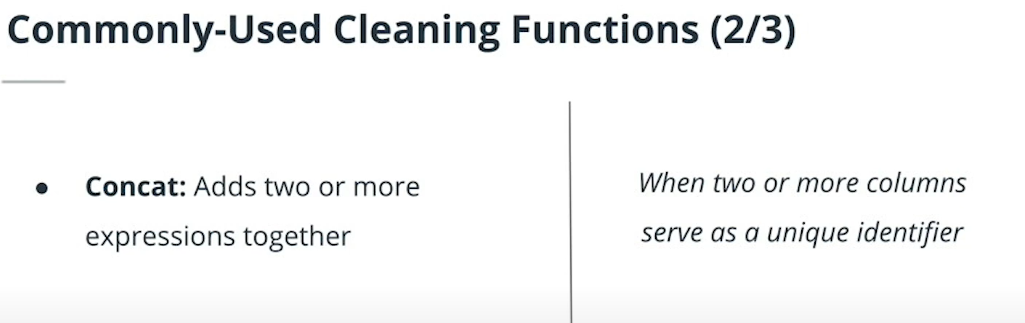 Commonly-Used Cleaning Functions (2/3)
● Concat: Adds two or more
expressions together
When two or more columns
serve as a unique identifier